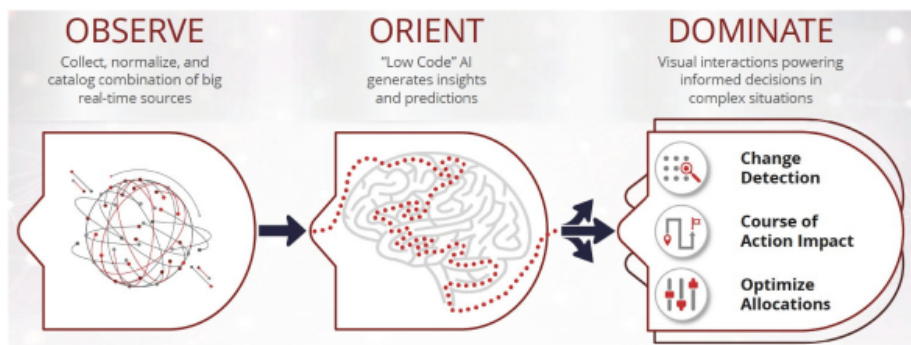 OBSERVE
Collect, normalize, and
catalog combination of big
real-time sources
ORIENT
"Low Code" AI
generates insights
and predictions
DOMINATE
Visual interactions powering
informed decisions in
complex situations
Change
Detection
Course of
Action Impact
Optimize
Allocations